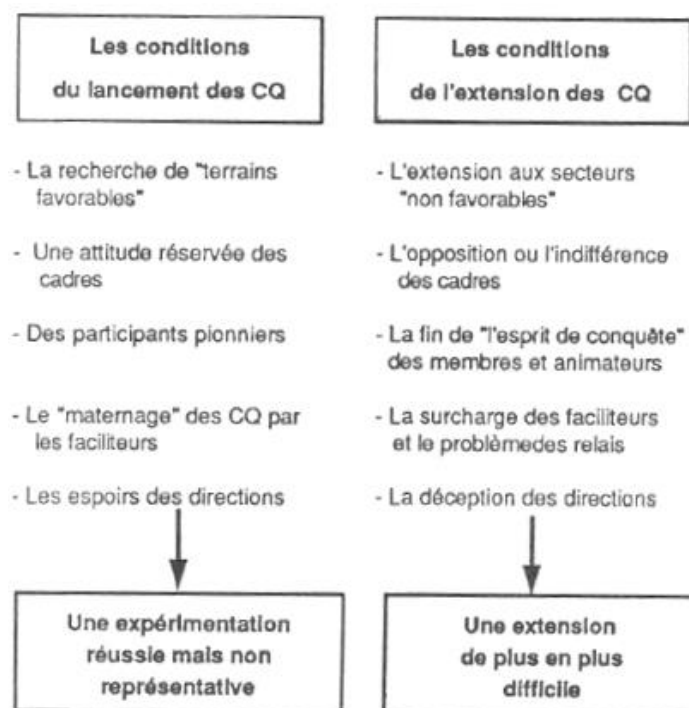 Les conditions
du lancement des CQ
- La recherche de "terrains
favorables"
- Une attitude réservée des
cadres
- Des participants pionniers
- Le "maternage" des CQ par
les faciliteurs
- Les espoirs des directions
Une expérimentation
réussie mais non
représentative
Les conditions
de l'extension des CQ
- L'extension aux secteurs
"non favorables"
- L'opposition ou l'indifférence
des cadres
- La fin de "l'esprit de conquête"
des membres et animateurs
- La surcharge des faciliteurs
et le problèmedes relais
- La déception des directions
Une extension
de plus en plus
difficile